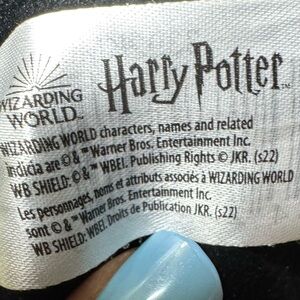 WIZARDING
WORLD
Harry Potter™
WIZARDING WORLD characters, names and related
indicia are © & ™ Warner Bros. Entertainment Inc.
WB SHIELD: © & ™ WBEI. Publishing Rights © JKR. (s22)
Les personnages, noms et attributs associés à WIZARDING WORLD
sont © & ™ Warner Bros. Entertainment Inc.
WB SHIELD: ™& © WBEI. Droits de Publication JKR. (s22)